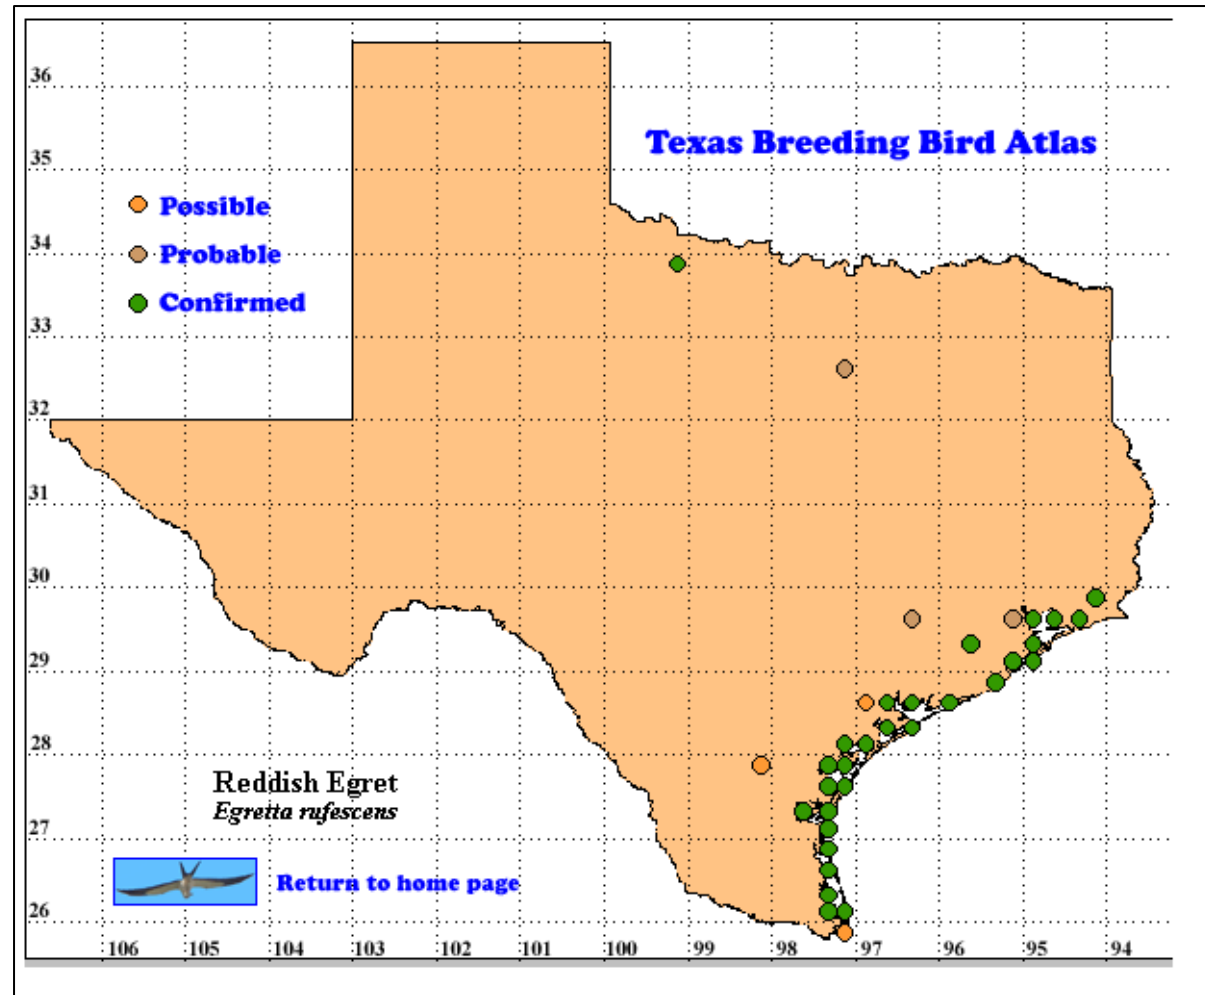 36
Texas Breeding Bird Atlas
35
Possible
34
Probable
Confirmed
33
32
31
30
29
28
Reddish Egret
Egretta rufescens
27
Return to home page
26
106 105 104 103 102 101 100 99 98 97 96 95 94